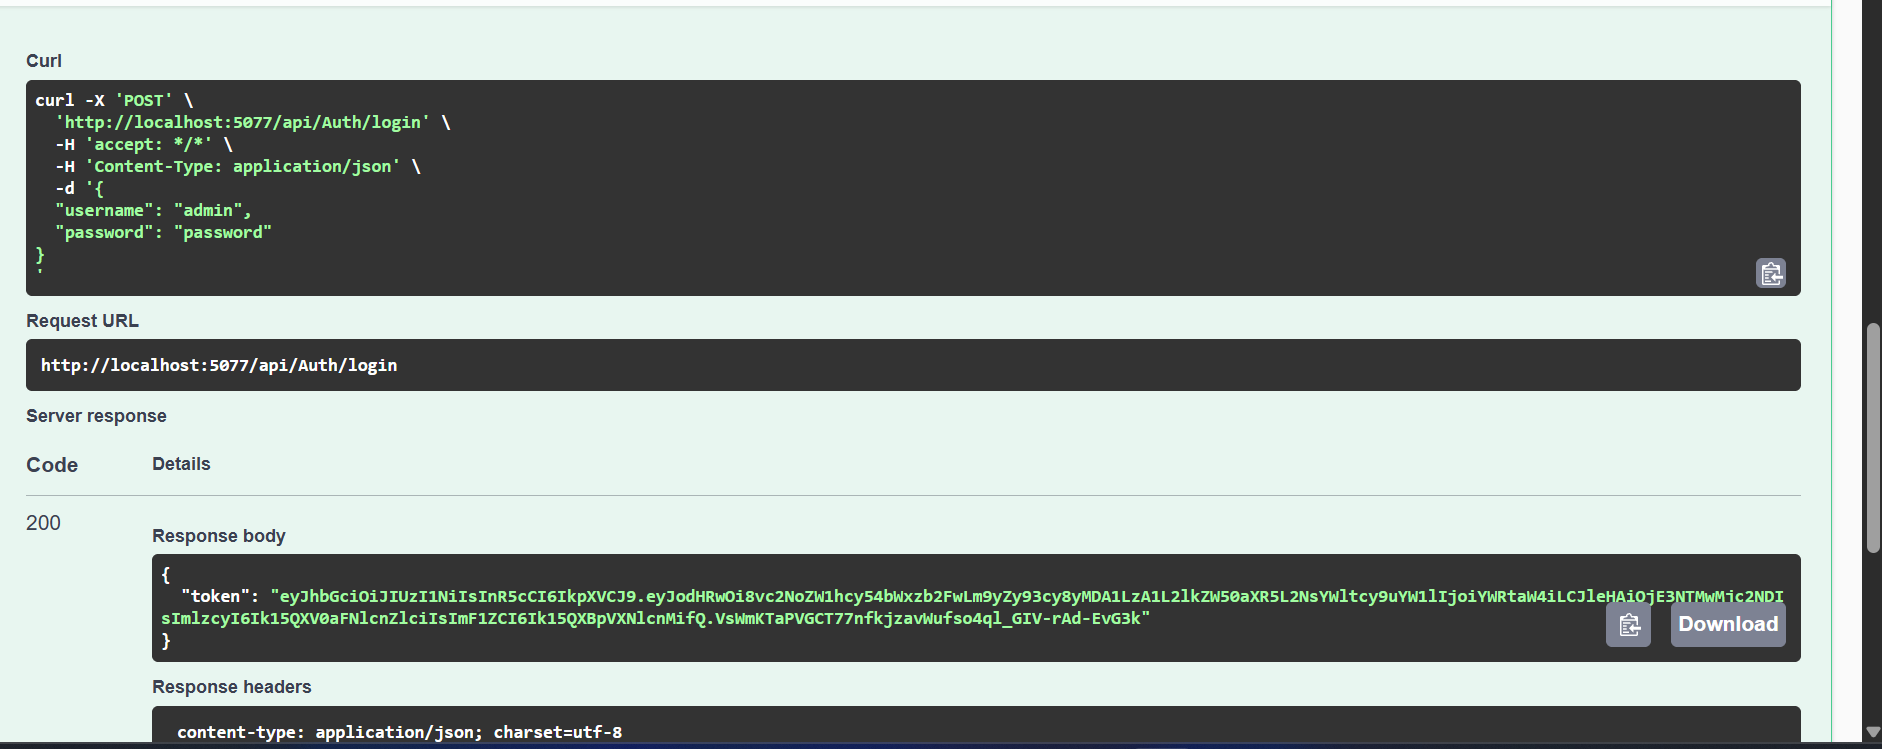 Curl
curl -X 'POST' \
'http://localhost:5077/api/Auth/login' \
-H 'accept: */*' \
-H 'Content-Type: application/json' \
-d '{
"username": "admin",
"password": "password"
}
'
Request URL
http://localhost:5077/api/Auth/login
Server response
Code Details
200
Response body
{
"token": "eyJhbGciOiJIUzI1NiIsInR5cCI6IkpXVCJ9.eyJodHRwOi8vc2NoZW1hcy54bWxzb2FwLm9yZy93cy8yMDA1LzA1L2lkZW50aXR5L2NsYWltcy9uYW1lIjoiYWRtaW4iLCJleHAiOjE3NTMwMjc2NDI
sImlzcyI6Ik15QXV0aFNlcnZlciIsImF1ZCI6Ik15QXBpVXNlcnMifQ.VsWmKTaPVGCT77nfkjzavWufso4ql_GIV-rAd-EvG3k"
}
Download
Response headers
content-type: application/json; charset=utf-8